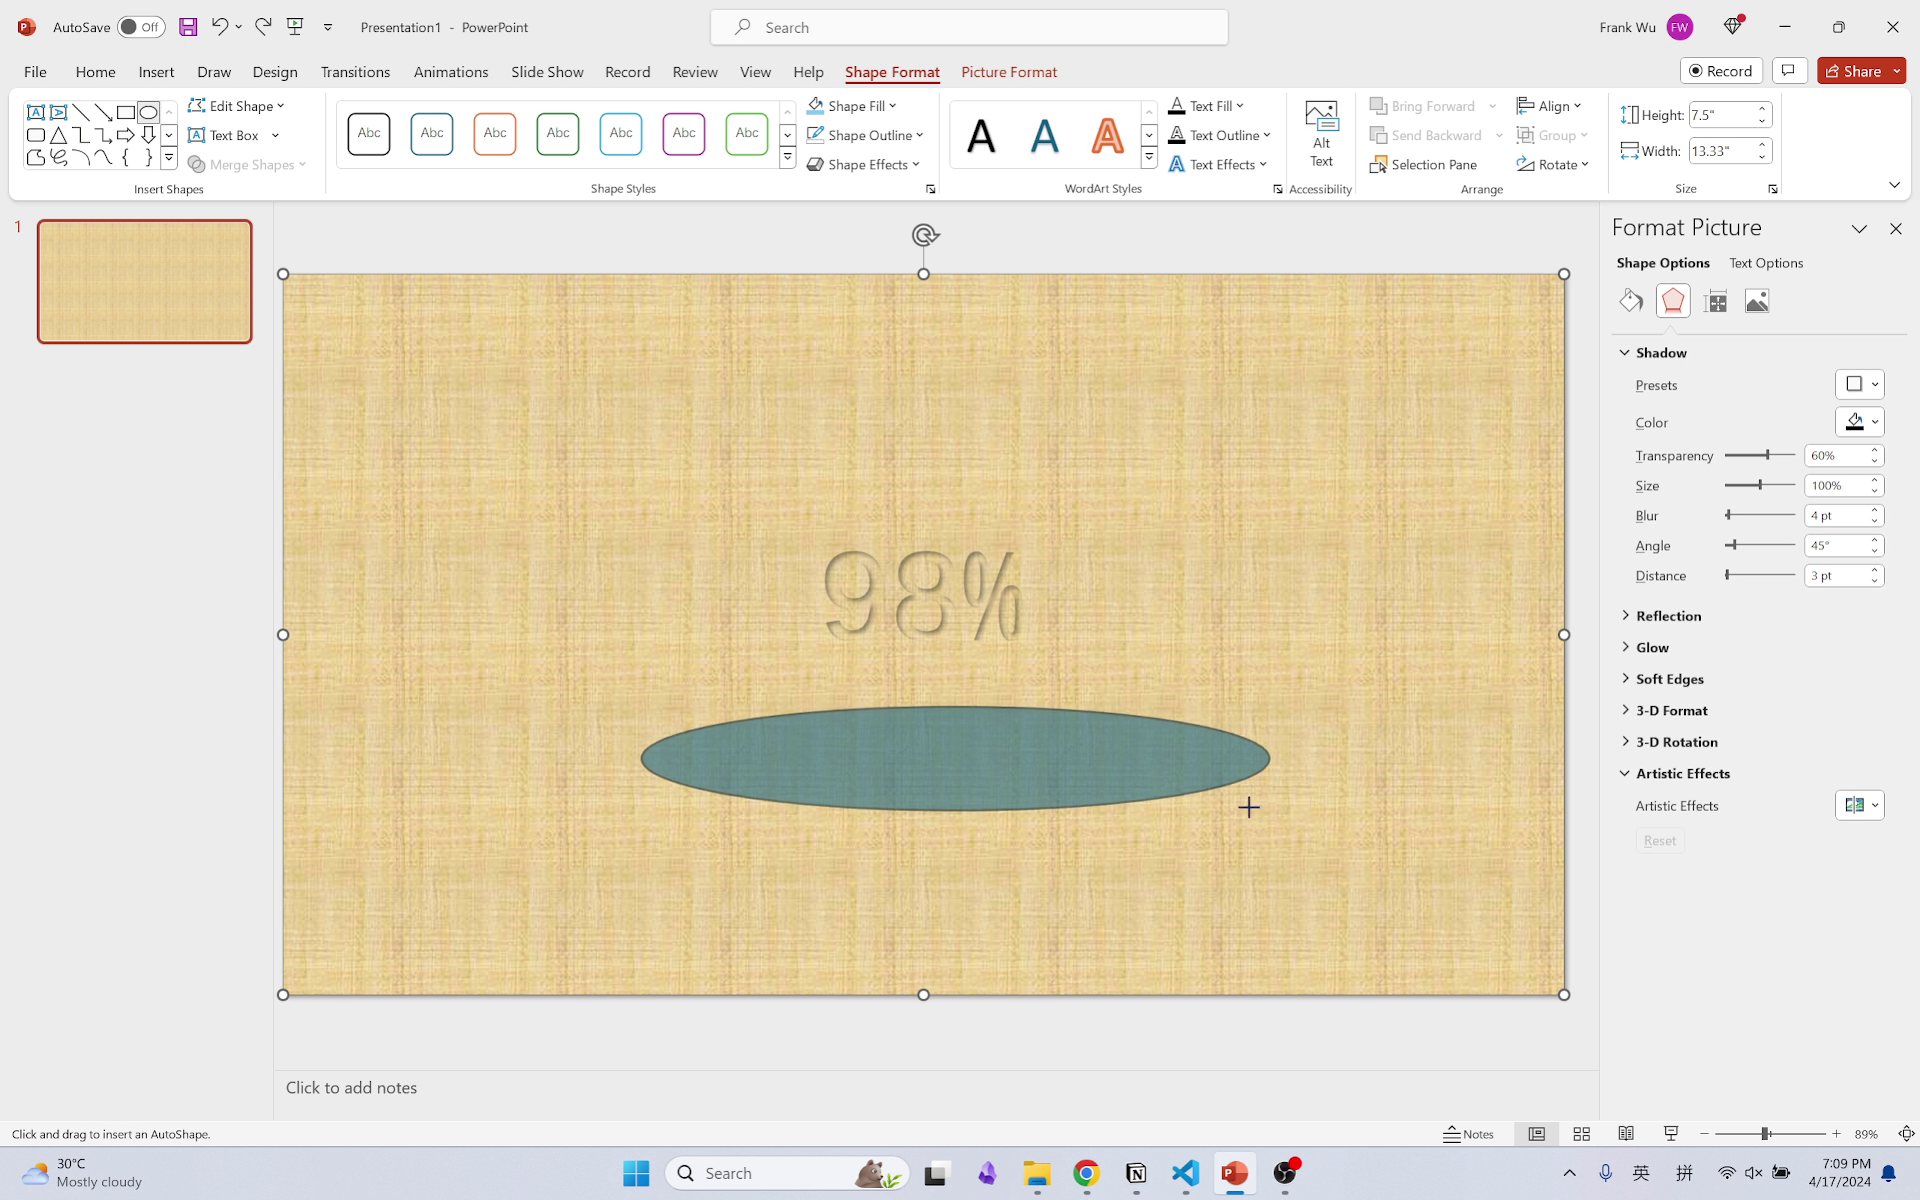 AutoSave Off Presentation1 - PowerPoint Search Frank Wu FW
File Home Insert Draw Design Transitions Animations Slide Show Record Review View Help Shape Format Picture Format Record Share
Edit Shape Abc Abc Abc Abc Abc Abc Abc Shape Fill A A A Text Fill Bring Forward Align Height: 7.5"
Text Box Shape Outline Text Outline Alt Text Send Backward Group Width: 13.33"
Merge Shapes Shape Effects Text Effects Selection Pane Rotate
Insert Shapes Shape Styles WordArt Styles Accessibility Arrange Size
1
Format Picture
Shape Options Text Options
Shadow
Presets
Color
Transparency 60%
Size 100%
Blur 4 pt
Angle 45°
Distance 3 pt
Reflection
Glow
Soft Edges
3-D Format
3-D Rotation
Artistic Effects
Artistic Effects
Reset
98%
Click to add notes
Click and drag to insert an AutoShape. Notes 89%
30°C
Mostly cloudy
Search
英 拼
7:09 PM
4/17/2024